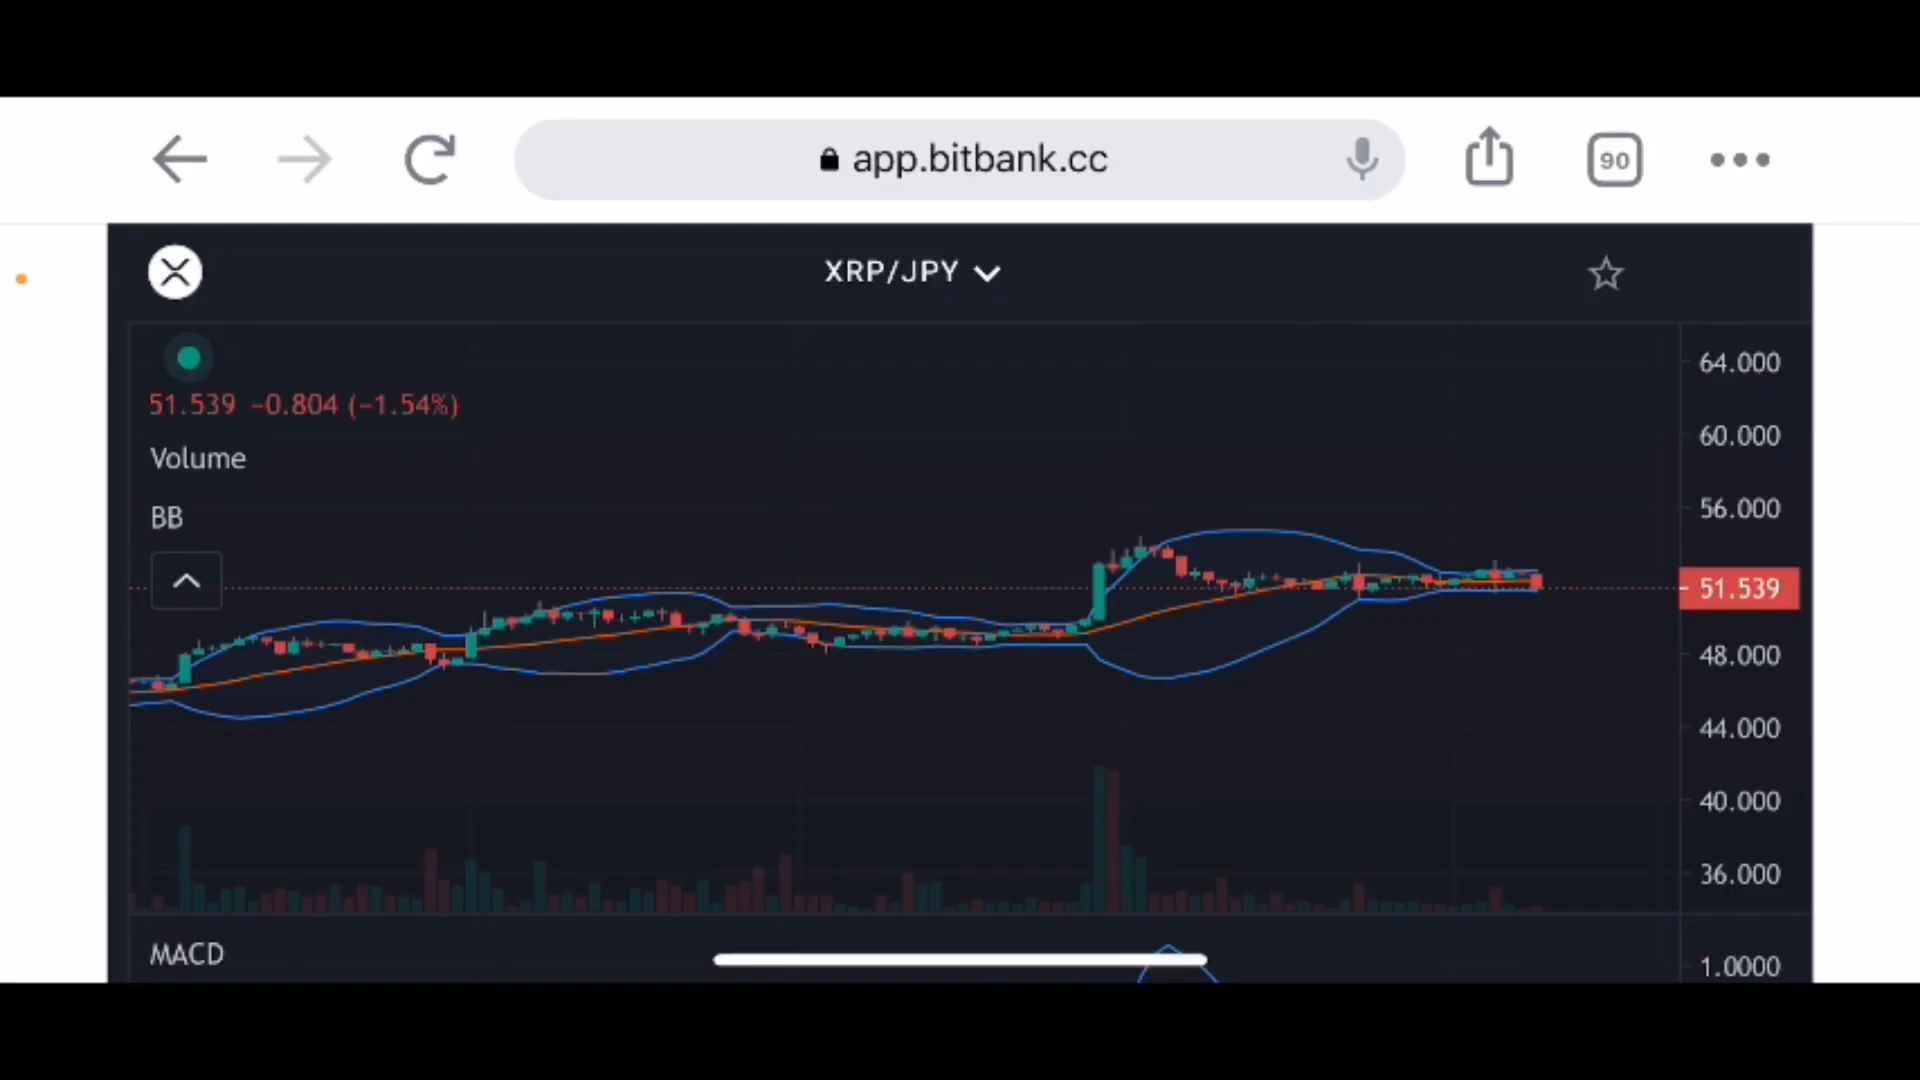 app.bitbank.cc
90
XRP/JPY
51.539 −0.804 (−1.54%)
Volume
BB
64.000
60.000
56.000
51.539
48.000
44.000
40.000
36.000
MACD
1.0000